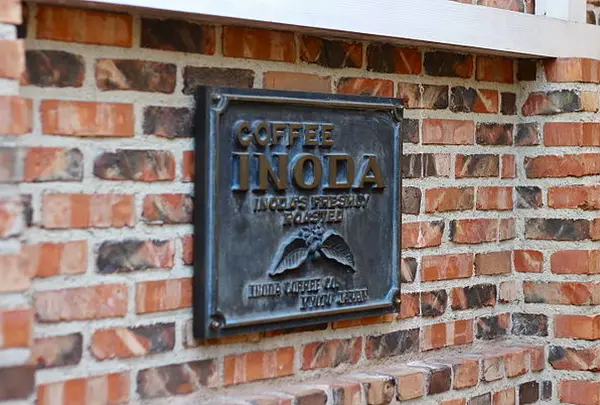 COFFEE
INODA
INODA'S FRESHLY
ROASTED
INODA COFFEE CO.
KYOTO JAPAN